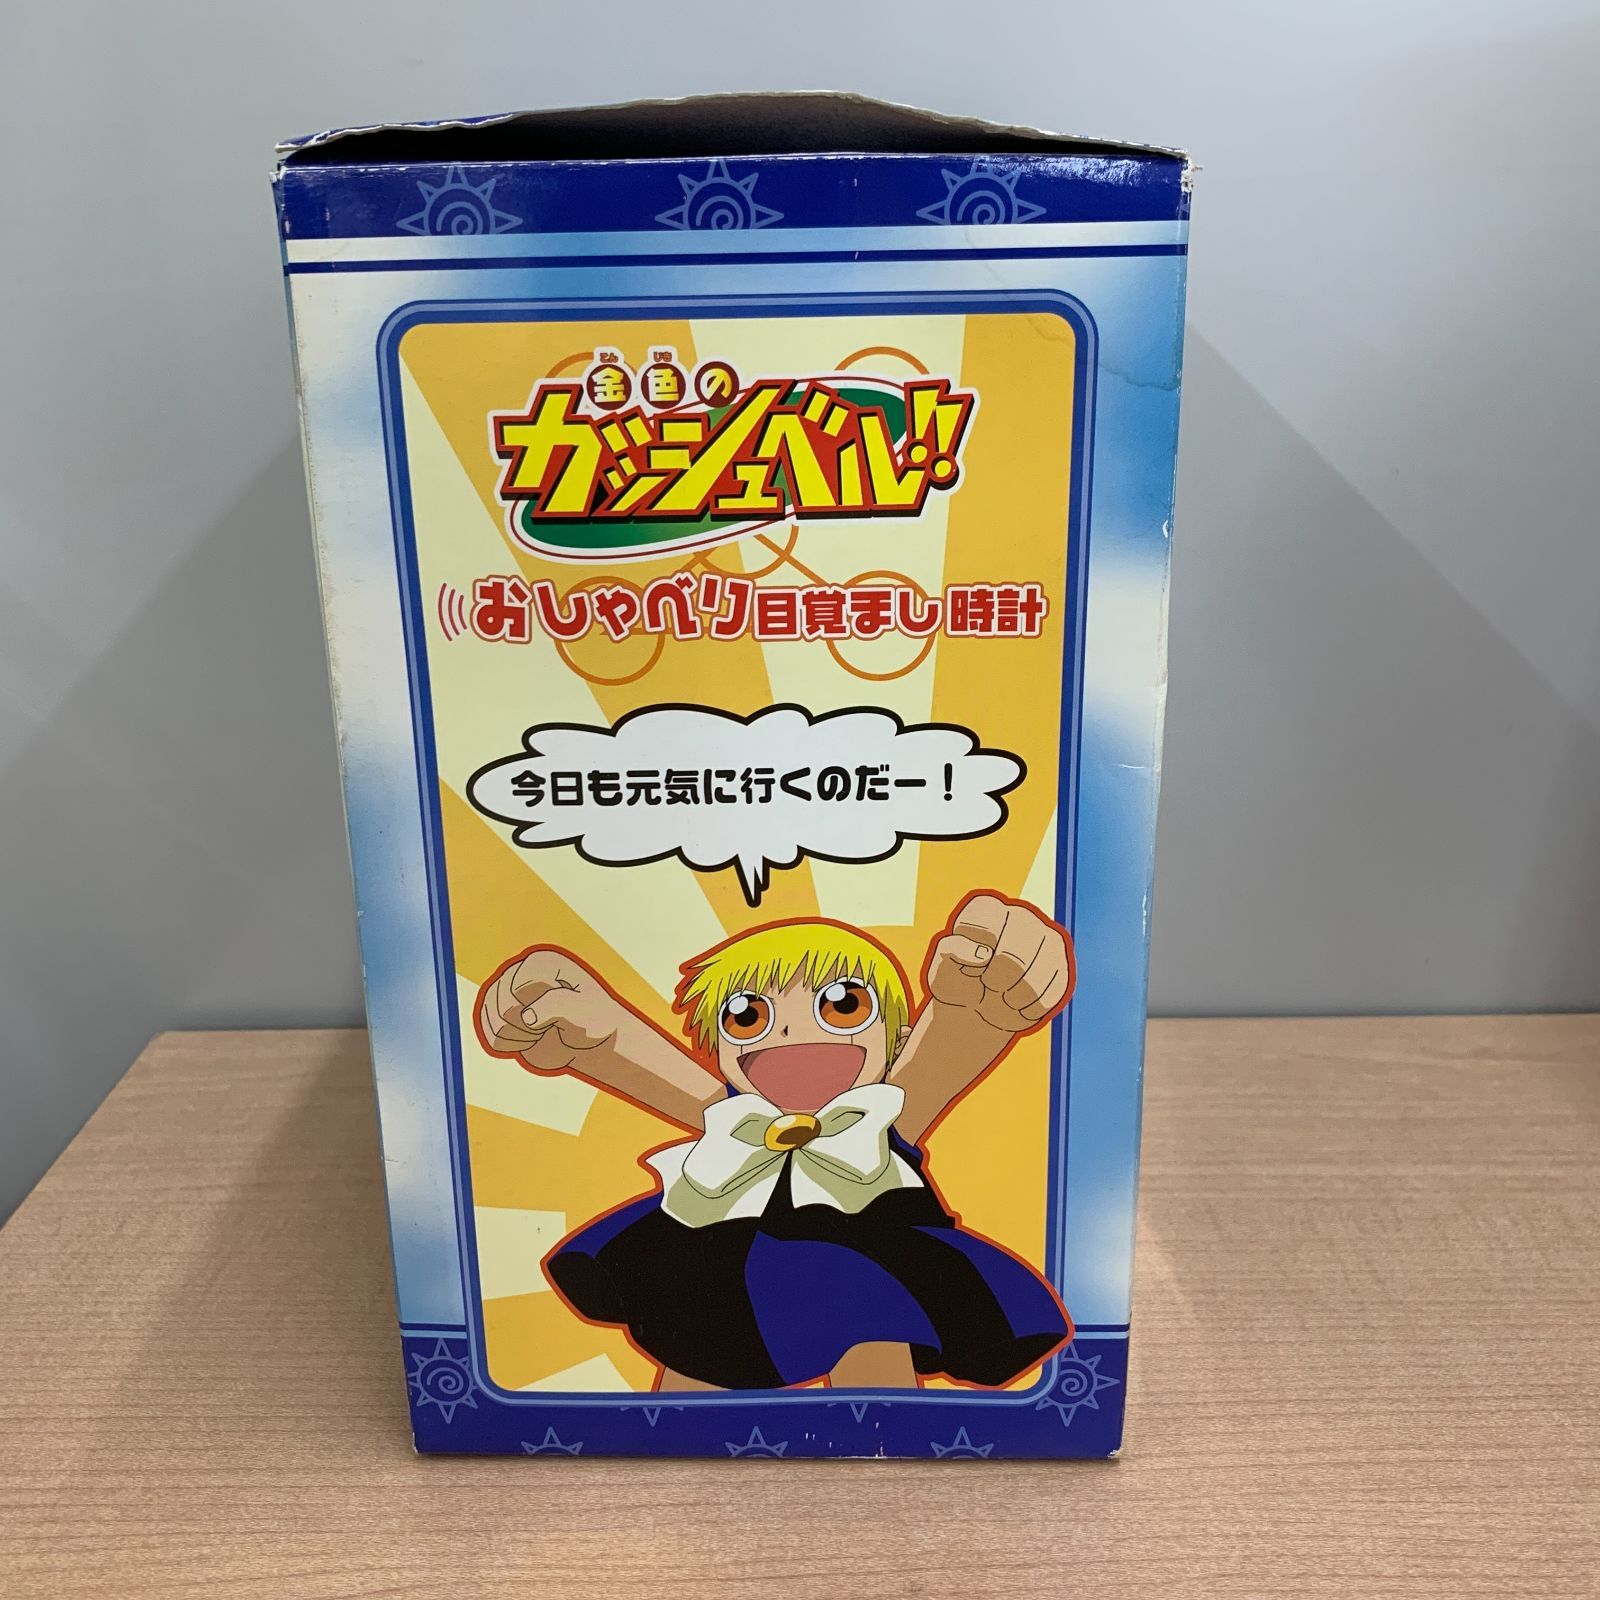 こんじき
金色の
ガッシュベル!!
おしゃべり目覚まし時計
今日も元気に行くのだー！